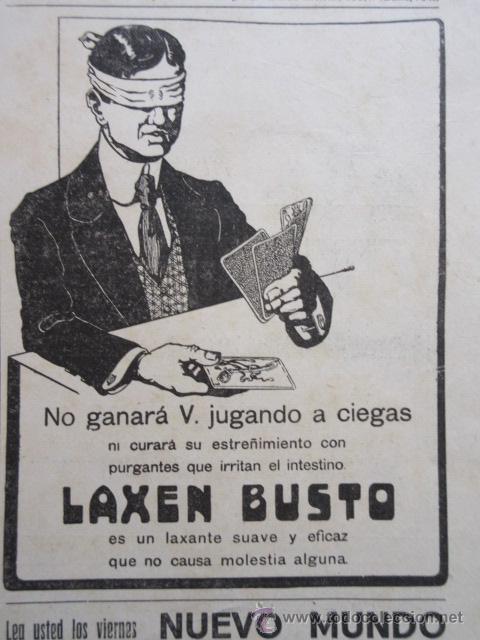 No ganará V. jugando a ciegas
ni curará su estreñimiento con
purgantes que irritan el intestino.
LAXEN BUSTO
es un laxante suave y eficaz
que no causa molestia alguna.
Lea usted los viernes NUEVO MUNDO
www.todocoleccion.net